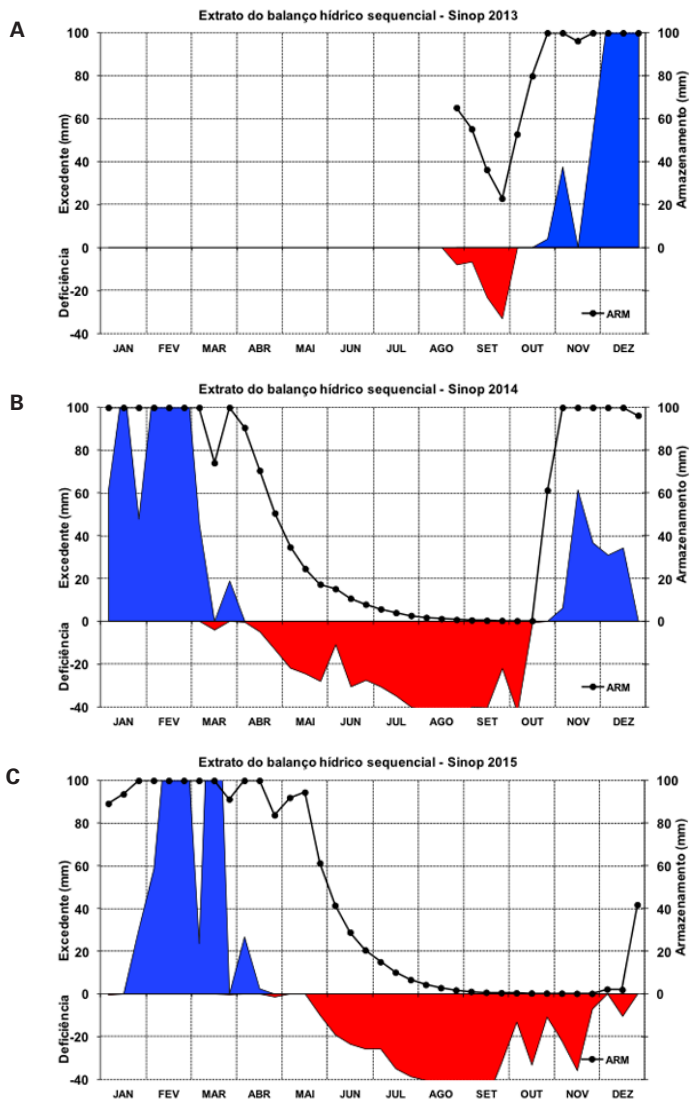 A
Extrato do balanço hídrico sequencial - Sinop 2013
100 100
80 80
60 60
40 40
20 20
0 0
-20
-40
Excedente (mm)
Deficiência
Armazenamento (mm)
ARM
JAN FEV MAR ABR MAI JUN JUL AGO SET OUT NOV DEZ
B
Extrato do balanço hídrico sequencial - Sinop 2014
100 100
80 80
60 60
40 40
20 20
0 0
-20
-40
Excedente (mm)
Deficiência
Armazenamento (mm)
ARM
JAN FEV MAR ABR MAI JUN JUL AGO SET OUT NOV DEZ
C
Extrato do balanço hídrico sequencial - Sinop 2015
100 100
80 80
60 60
40 40
20 20
0 0
-20
-40
Excedente (mm)
Deficiência
Armazenamento (mm)
ARM
JAN FEV MAR ABR MAI JUN JUL AGO SET OUT NOV DEZ